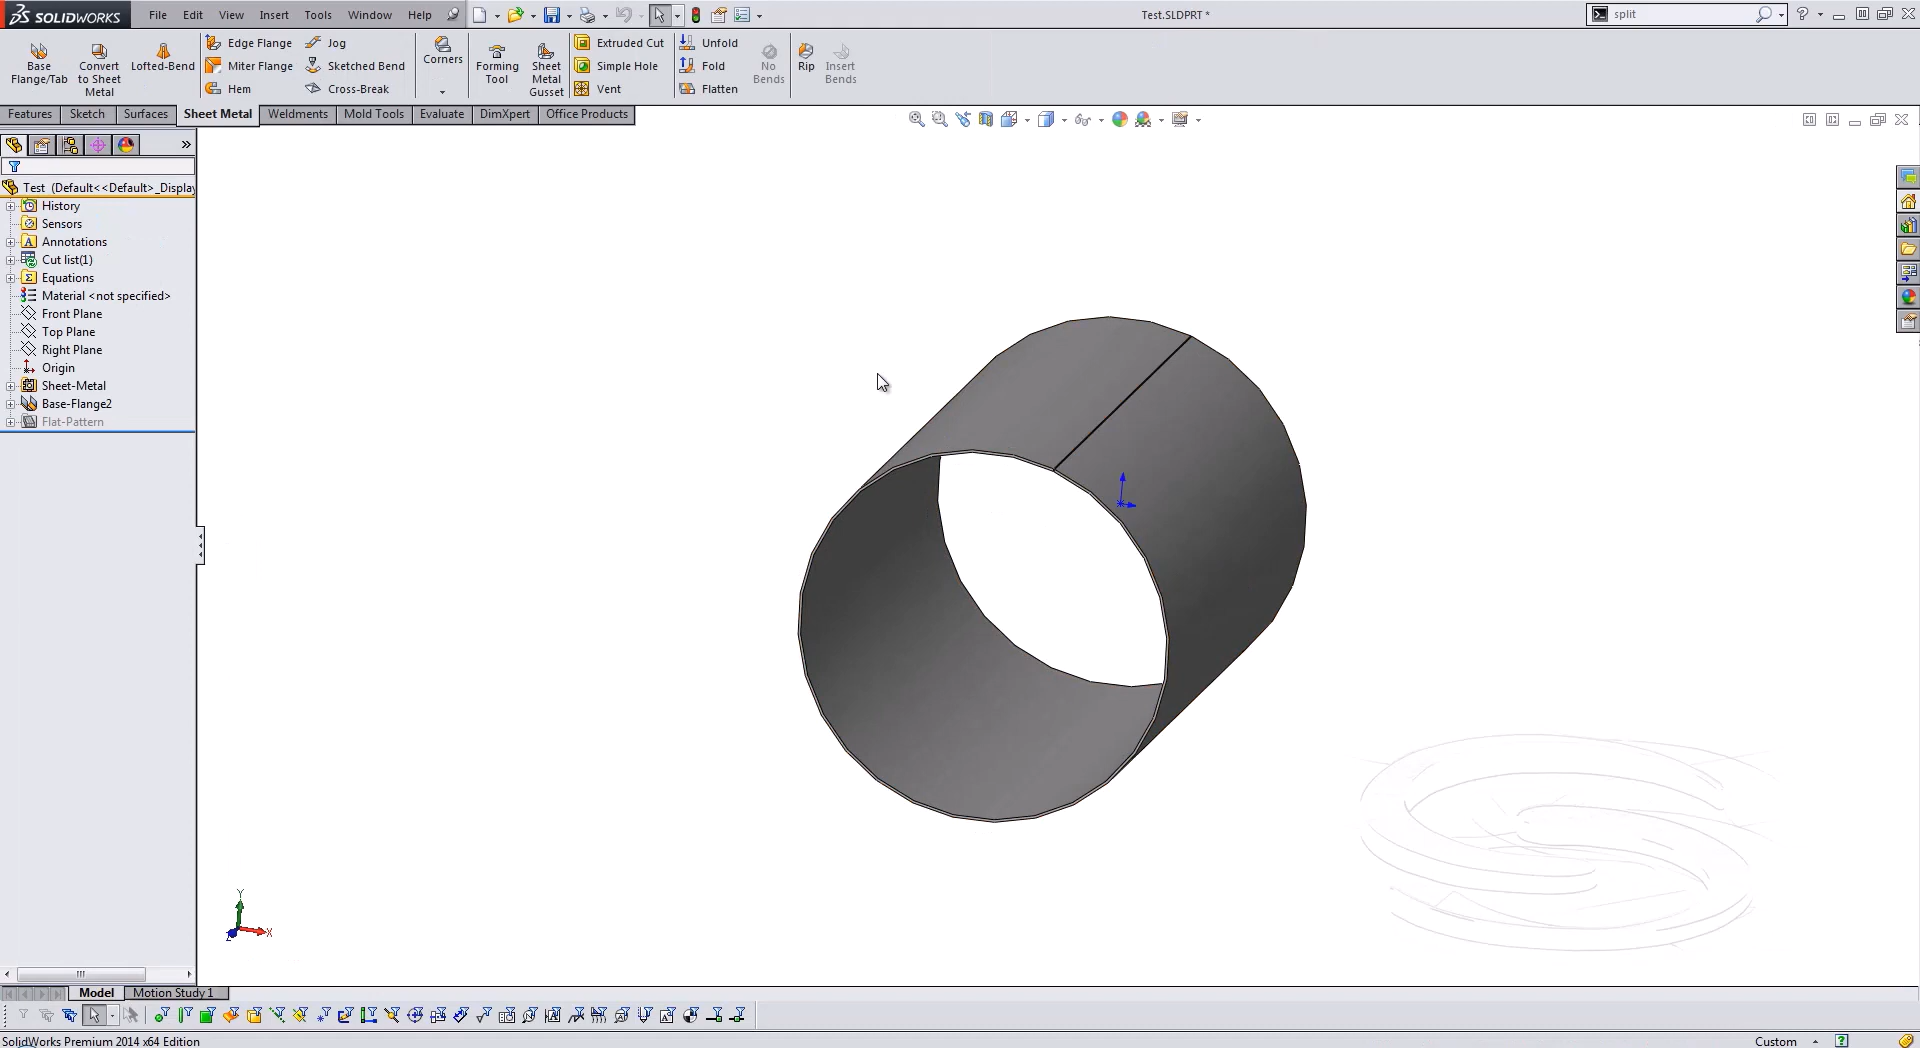 SOLIDWORKS File Edit View Insert Tools Window Help Test.SLDPRT * split
Base Flange/Tab
Convert to Sheet Metal
Lofted-Bend
Edge Flange
Miter Flange
Hem
Jog
Sketched Bend
Cross-Break
Corners
Forming Tool
Sheet Metal Gusset
Extruded Cut
Simple Hole
Vent
Unfold
Fold
Flatten
No Bends
Rip
Insert Bends
Features Sketch Surfaces Sheet Metal Weldments Mold Tools Evaluate DimXpert Office Products
Test (Default<<Default>_Display
History
Sensors
Annotations
Cut list(1)
Equations
Material <not specified>
Front Plane
Top Plane
Right Plane
Origin
Sheet-Metal
Base-Flange2
Flat-Pattern
Y
X
Z
Model Motion Study 1
SolidWorks Premium 2014 x64 Edition Custom